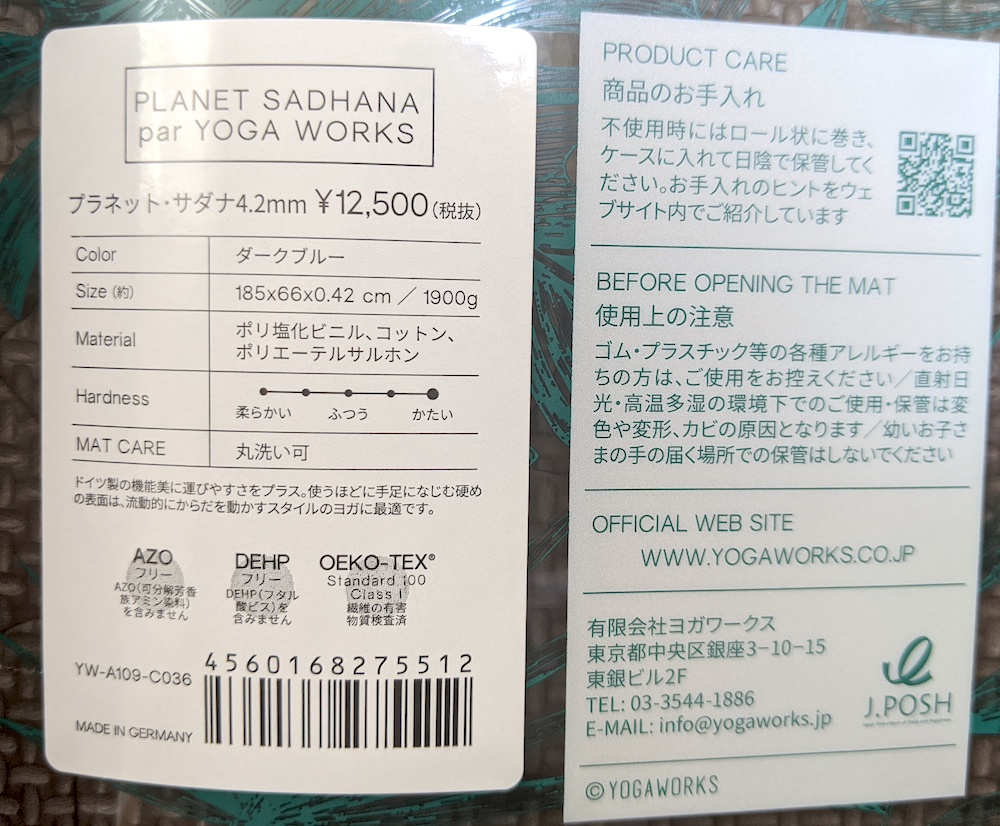 PLANET SADHANA
par YOGA WORKS
プラネット・サダナ4.2mm ¥12,500(税抜)
Color ダークブルー
Size (約) 185x66x0.42 cm / 1900g
Material ポリ塩化ビニル、コットン、
ポリエーテルサルホン
Hardness
柔らかい ふつう かたい
MAT CARE 丸洗い可
ドイツ製の機能美に運びやすさをプラス。使うほどに手足になじむ硬め
の表面は、流動的にからだを動かすスタイルのヨガに最適です。
AZO
フリー
AZO(可分解芳香
族アミン染料)
を含みません
DEHP
フリー
DEHP(フタル
酸ビス)を
含みません
OEKO-TEX®
Standard 100
Class I
繊維の有害
物質検査済
YW-A109-C036
4560168275512
MADE IN GERMANY
PRODUCT CARE
商品のお手入れ
不使用時にはロール状に巻き、
ケースに入れて日陰で保管してく
ださい。お手入れのヒントをウェ
ブサイト内でご紹介しています
BEFORE OPENING THE MAT
使用上の注意
ゴム・プラスチック等の各種アレルギーをお持
ちの方は、ご使用をお控えください/直射日
光・高温多湿の環境下でのご使用・保管は変
色や変形、カビの原因となります/幼いお子さ
まの手の届く場所での保管はしないでください
OFFICIAL WEB SITE
WWW.YOGAWORKS.CO.JP
有限会社ヨガワークス
東京都中央区銀座3-10-15
東銀ビル2F
TEL: 03-3544-1886
E-MAIL: info@yogaworks.jp
J.POSH
©YOGAWORKS